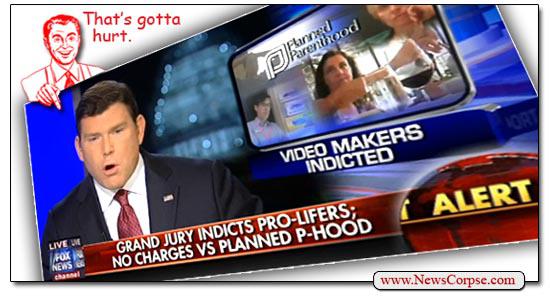 That's gotta
hurt.
Planned
Parenthood
VIDEO MAKERS
INDICTED
ALERT
GRAND JURY INDICTS PRO-LIFERS;
NO CHARGES VS PLANNED P-HOOD
LIVE
FOX
NEWS
channel
www.NewsCorpse.com